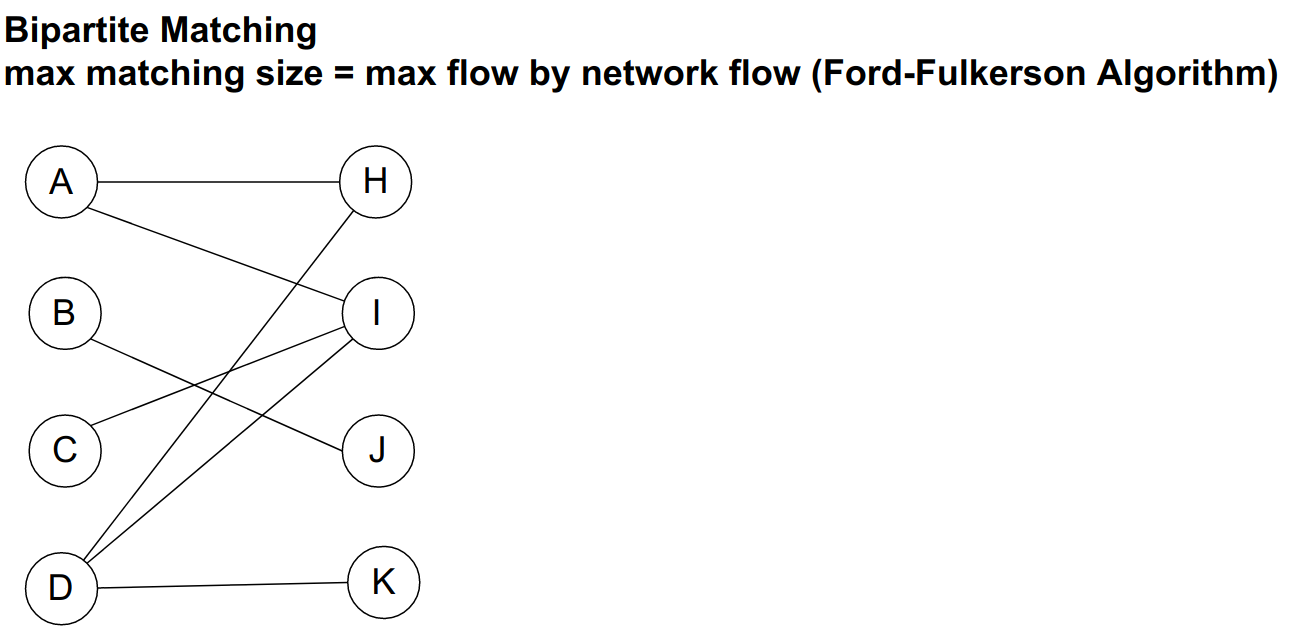 Bipartite Matching
max matching size = max flow by network flow (Ford-Fulkerson Algorithm)
A H
B I
C J
D K